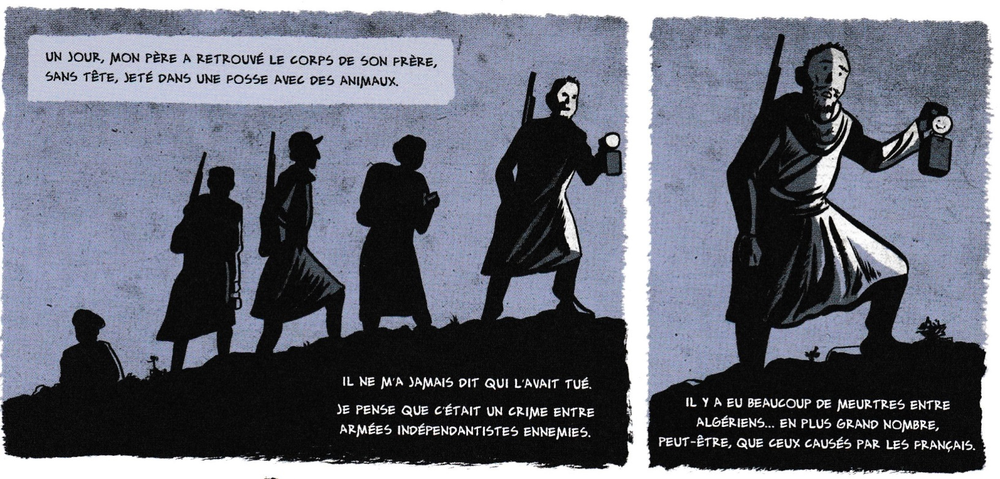 UN JOUR, MON PÈRE A RETROUVÉ LE CORPS DE SON FRÈRE,
SANS TÊTE, JETÉ DANS UNE FOSSE AVEC DES ANIMAUX.
IL NE M'A JAMAIS DIT QUI L'AVAIT TUÉ.
JE PENSE QUE C'ÉTAIT UN CRIME ENTRE
ARMÉES INDÉPENDANTISTES ENNEMIES.
IL Y A EU BEAUCOUP DE MEURTRES ENTRE
ALGÉRIENS... EN PLUS GRAND NOMBRE,
PEUT-ÊTRE, QUE CEUX CAUSÉS PAR LES FRANÇAIS.